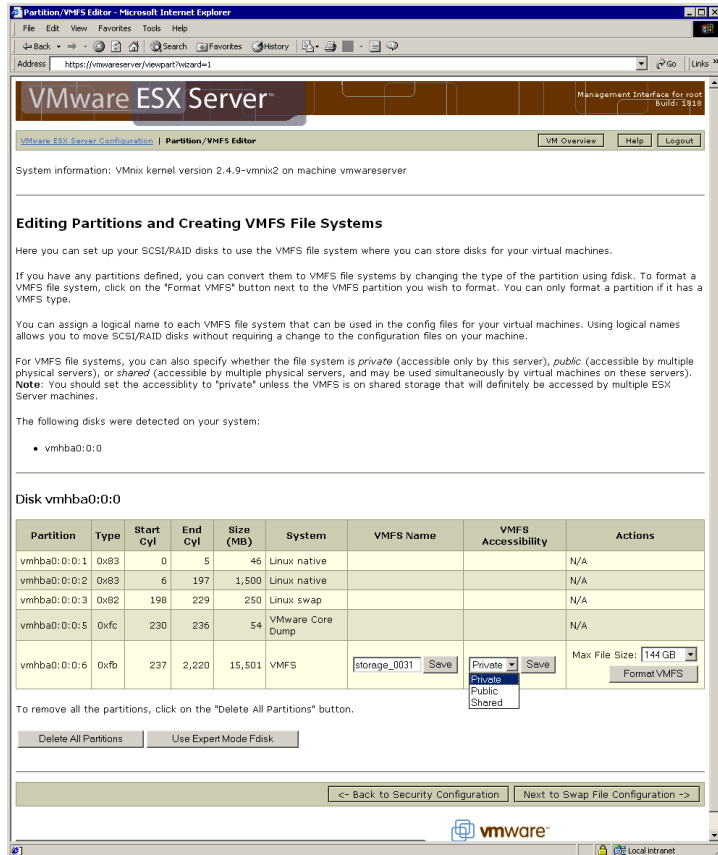 Partition/VMFS Editor - Microsoft Internet Explorer
File Edit View Favorites Tools Help
Back Search Favorites History
Address https://vmwareserver/viewpart?wizard=1 Go Links »
VMware ESX Server™
Management Interface for root
Build: 1818
VMware ESX Server Configuration | Partition/VMFS Editor VM Overview Help Logout
System information: VMnix kernel version 2.4.9-vmnix2 on machine vmwareserver
Editing Partitions and Creating VMFS File Systems
Here you can set up your SCSI/RAID disks to use the VMFS file system where you can store disks for your virtual machines.
If you have any partitions defined, you can convert them to VMFS file systems by changing the type of the partition using fdisk. To format a
VMFS file system, click on the "Format VMFS" button next to the VMFS partition you wish to format. You can only format a partition if it has a
VMFS type.
You can assign a logical name to each VMFS file system that can be used in the config files for your virtual machines. Using logical names
allows you to move SCSI/RAID disks without requiring a change to the configuration files on your machine.
For VMFS file systems, you can also specify whether the file system is private (accessible only by this server), public (accessible by multiple
physical servers), or shared (accessible by multiple physical servers, and may be used simultaneously by virtual machines on these servers).
Note: You should set the accessiblity to "private" unless the VMFS is on shared storage that will definitely be accessed by multiple ESX
Server machines.
The following disks were detected on your system:
• vmhba0:0:0
Disk vmhba0:0:0
Partition Type Start Cyl End Cyl Size (MB) System VMFS Name VMFS Accessibility Actions
vmhba0:0:0:1 0x83 0 5 46 Linux native N/A
vmhba0:0:0:2 0x83 6 197 1,500 Linux native N/A
vmhba0:0:0:3 0x82 198 229 250 Linux swap N/A
vmhba0:0:0:5 0xfc 230 236 54 VMware Core Dump N/A
vmhba0:0:0:6 0xfb 237 2,220 15,501 VMFS storage_0031 Save Private Save Max File Size: 144 GB
Format VMFS
Private
Public
Shared
To remove all the partitions, click on the "Delete All Partitions" button.
Delete All Partitions Use Expert Mode Fdisk
<- Back to Security Configuration Next to Swap File Configuration ->
vmware™
Local intranet